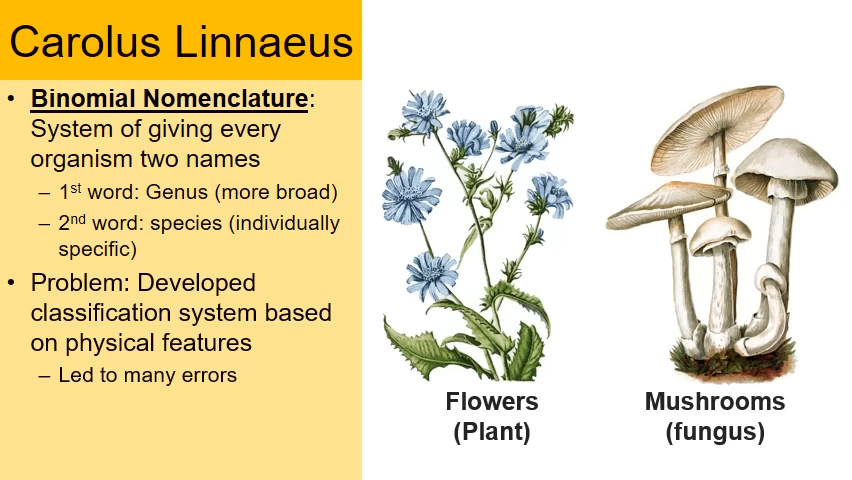 Carolus Linnaeus
• Binomial Nomenclature:
System of giving every
organism two names
– 1st word: Genus (more broad)
– 2nd word: species (individually
specific)
• Problem: Developed
classification system based
on physical features
– Led to many errors
Flowers
(Plant)
Mushrooms
(fungus)